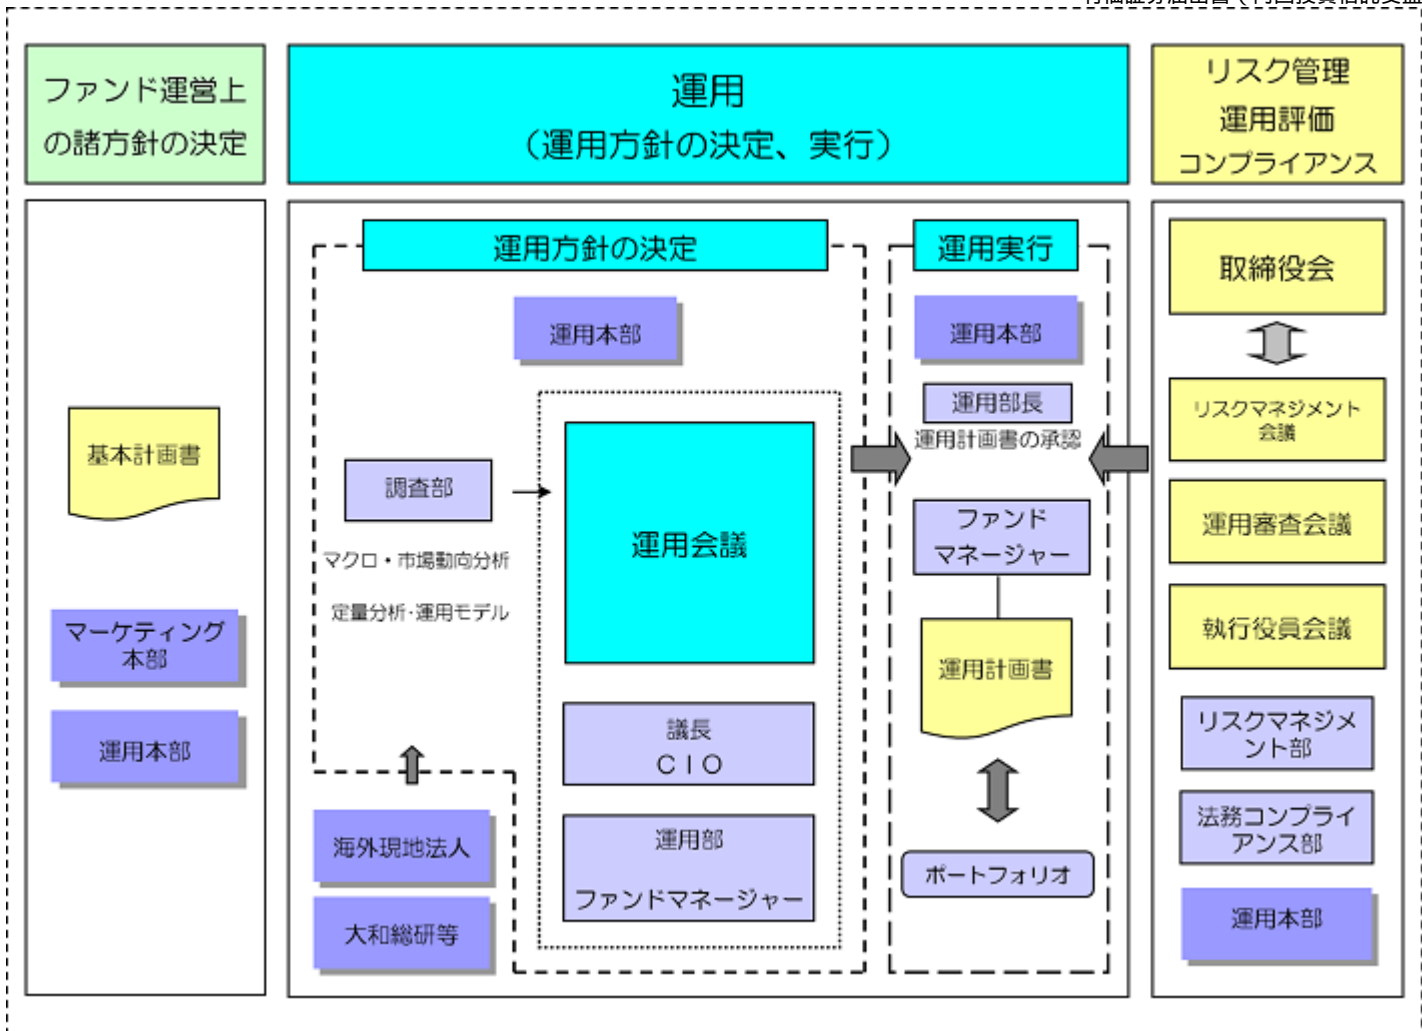 ファンド運営上
の諸方針の決定
運用
（運用方針の決定、実行）
リスク管理
運用評価
コンプライアンス
基本計画書
マーケティング
本部
運用本部
運用方針の決定
運用本部
調査部
マクロ・市場動向分析
定量分析・運用モデル
運用会議
議長
ＣＩＯ
運用部
ファンドマネージャー
海外現地法人
大和総研等
運用実行
運用本部
運用部長
運用計画書の承認
ファンド
マネージャー
運用計画書
ポートフォリオ
取締役会
リスクマネジメント
会議
運用審査会議
執行役員会議
リスクマネジメ
ント部
法務コンプライ
アンス部
運用本部